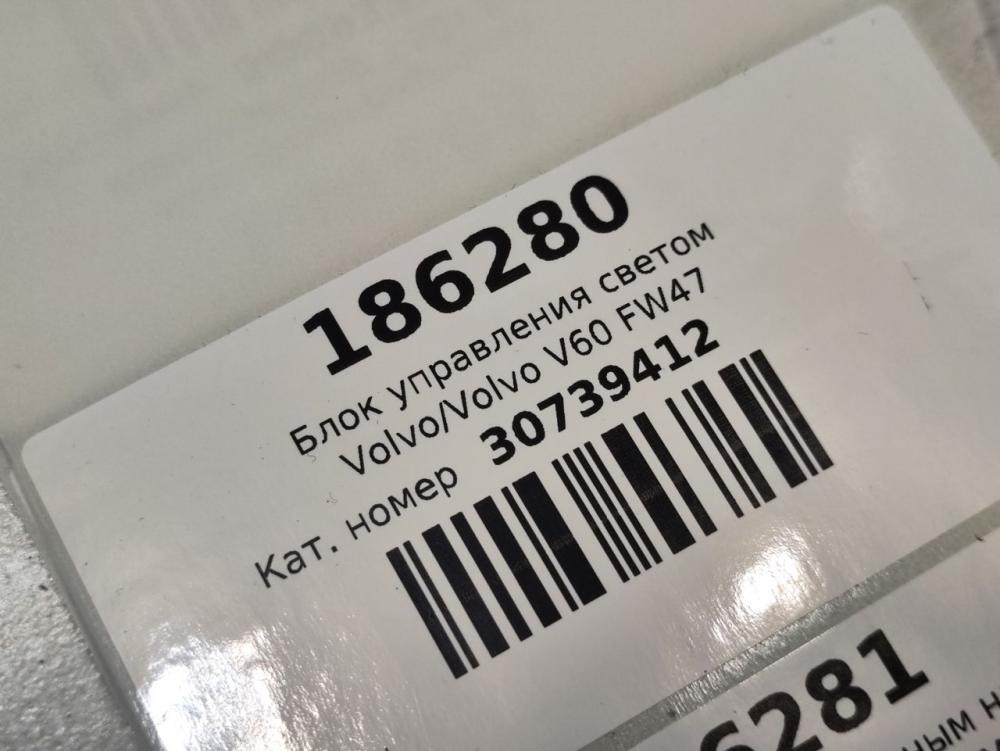 186280
Блок управления светом
Volvo/Volvo V60 FW47
Кат. номер 30739412
6281